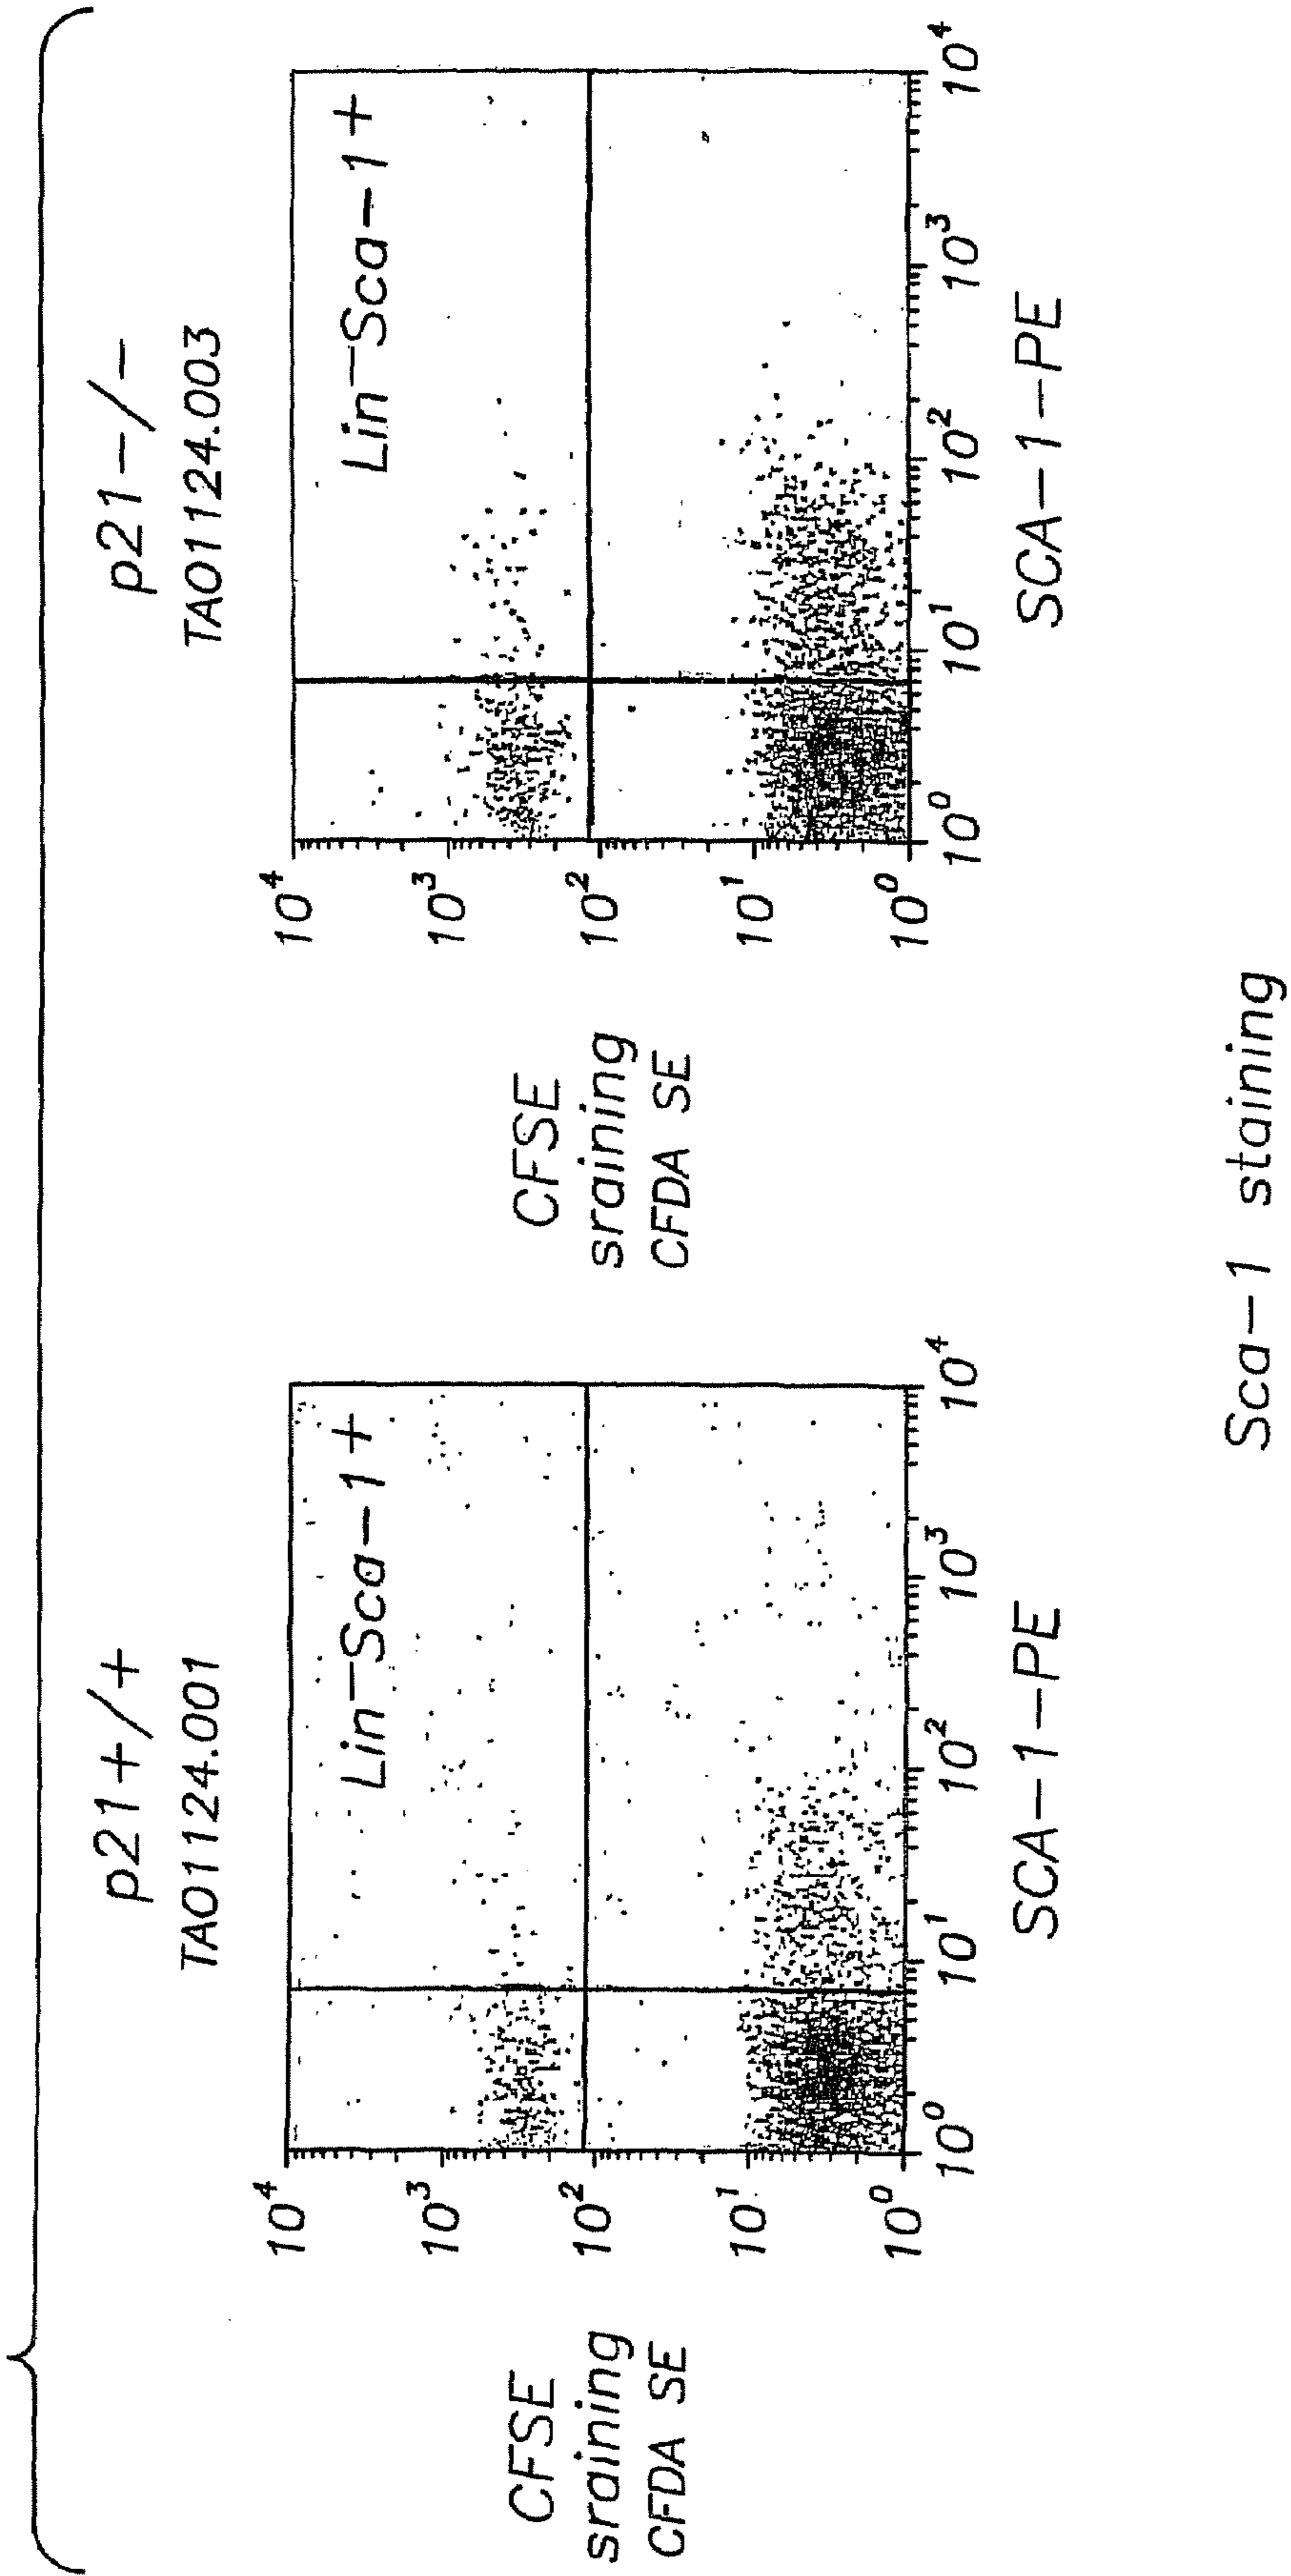 p21+/+
TA01124.001
CFSE
sraining
CFDA SE
10^4
10^3
10^2
10^1
10^0
Lin^-Sca-1+
10^0 10^1 10^2 10^3 10^4
SCA-1-PE
p21-/-
TA01124.003
CFSE
sraining
CFDA SE
10^4
10^3
10^2
10^1
10^0
Lin^-Sca-1+
10^0 10^1 10^2 10^3 10^4
SCA-1-PE
Sca-1 staining